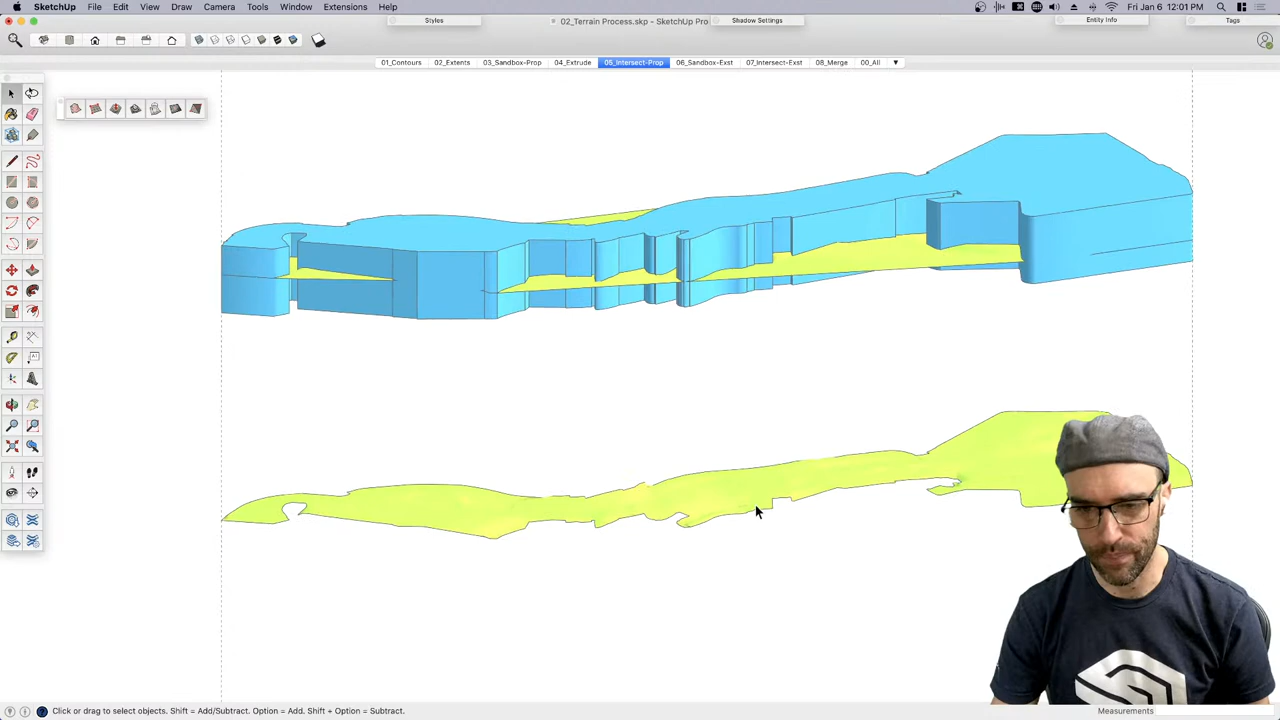 SketchUp File Edit View Camera Draw Tools Window Extensions Help
Fri Jan 6 12:01 PM
Styles
02_Terrain Process.skp - SketchUp Pro
Shadow Settings
Entity Info
Tags
01_Contours 02_Extents 03_Sandbox-Prop 04_Extrude 05_Intersect-Prop 06_Sandbox-Exst 07_Intersect-Exst 08_Merge 00_All
Click or drag to select objects. Shift = Add/Subtract. Option = Add. Shift + Option = Subtract.
Measurements